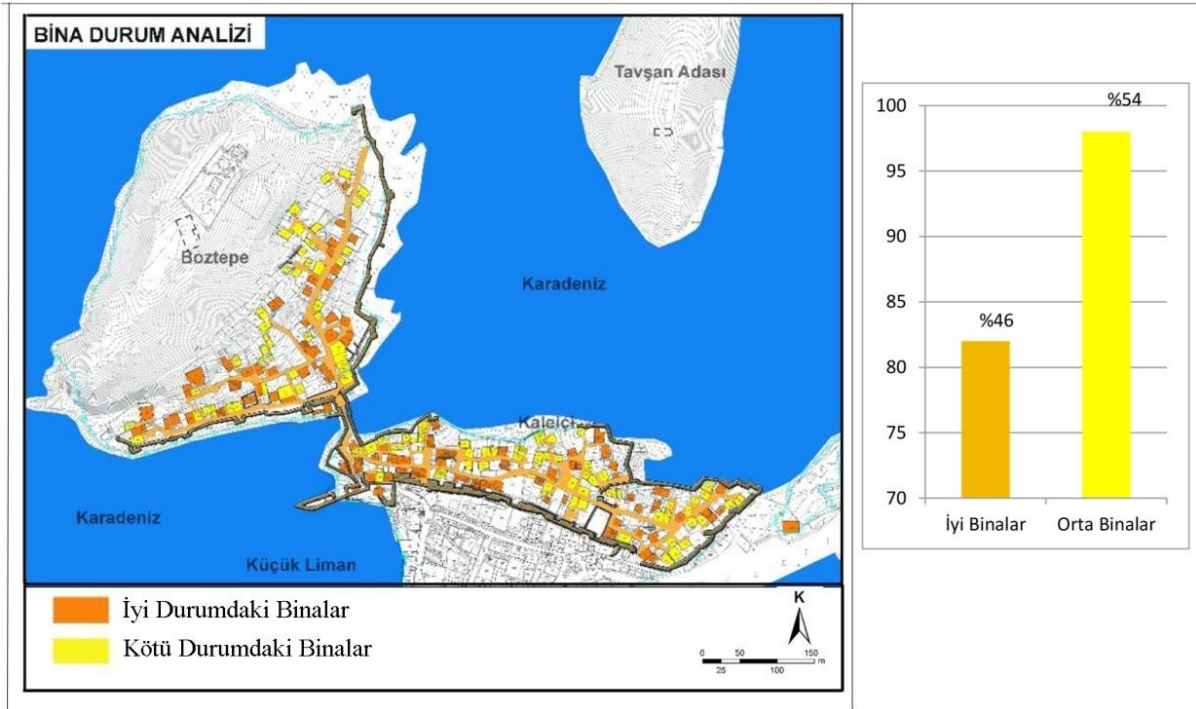 BİNA DURUM ANALİZİ
Tavşan Adası
Boztepe
Karadeniz
Kaleiçi
Karadeniz
Küçük Liman
İyi Durumdaki Binalar
Kötü Durumdaki Binalar
K
0 50 150
m
25 100
100
95
90
85
80
75
70
%46
%54
İyi Binalar
Orta Binalar